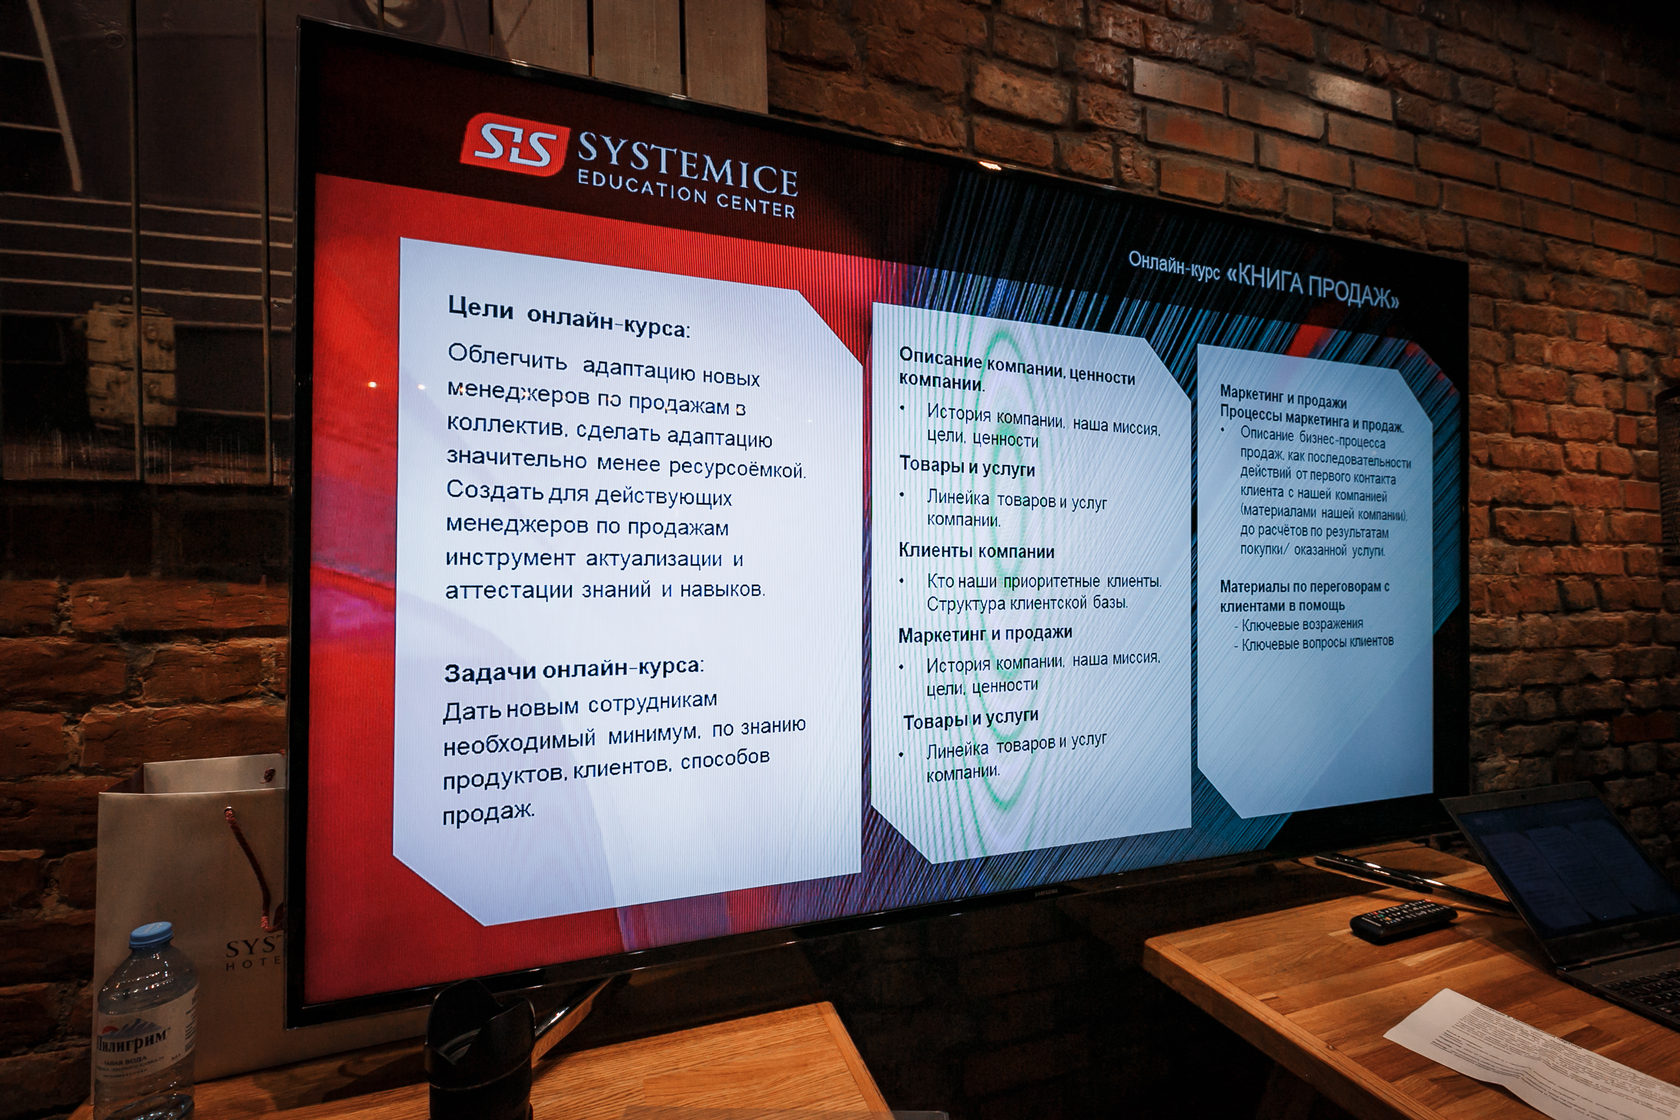 SIS
SYSTEMICE
EDUCATION CENTER
Онлайн-курс «КНИГА ПРОДАЖ»
Цели онлайн-курса:
Облегчить адаптацию новых
менеджеров по продажам в
коллектив, сделать адаптацию
значительно менее ресурсоёмкой.
Создать для действующих
менеджеров по продажам
инструмент актуализации и
аттестации знаний и навыков.
Задачи онлайн-курса:
Дать новым сотрудникам
необходимый минимум, по знанию
продуктов, клиентов, способов
продаж.
Описание компании, ценности
компании.
• История компании, наша миссия,
цели, ценности
Товары и услуги
• Линейка товаров и услуг
компании.
Клиенты компании
• Кто наши приоритетные клиенты.
Структура клиентской базы.
Маркетинг и продажи
• История компании, наша миссия,
цели, ценности
Товары и услуги
• Линейка товаров и услуг
компании.
Маркетинг и продажи
Процессы маркетинга и продаж.
• Описание бизнес-процесса
продаж, как последовательности
действий от первого контакта
клиента с нашей компанией
(материалами нашей компании),
до расчётов по результатам
покупки/ оказанной услуги.
Материалы по переговорам с
клиентами в помощь
- Ключевые возражения
- Ключевые вопросы клиентов
SAMSUNG
SYS
HOTE
Пилигрим